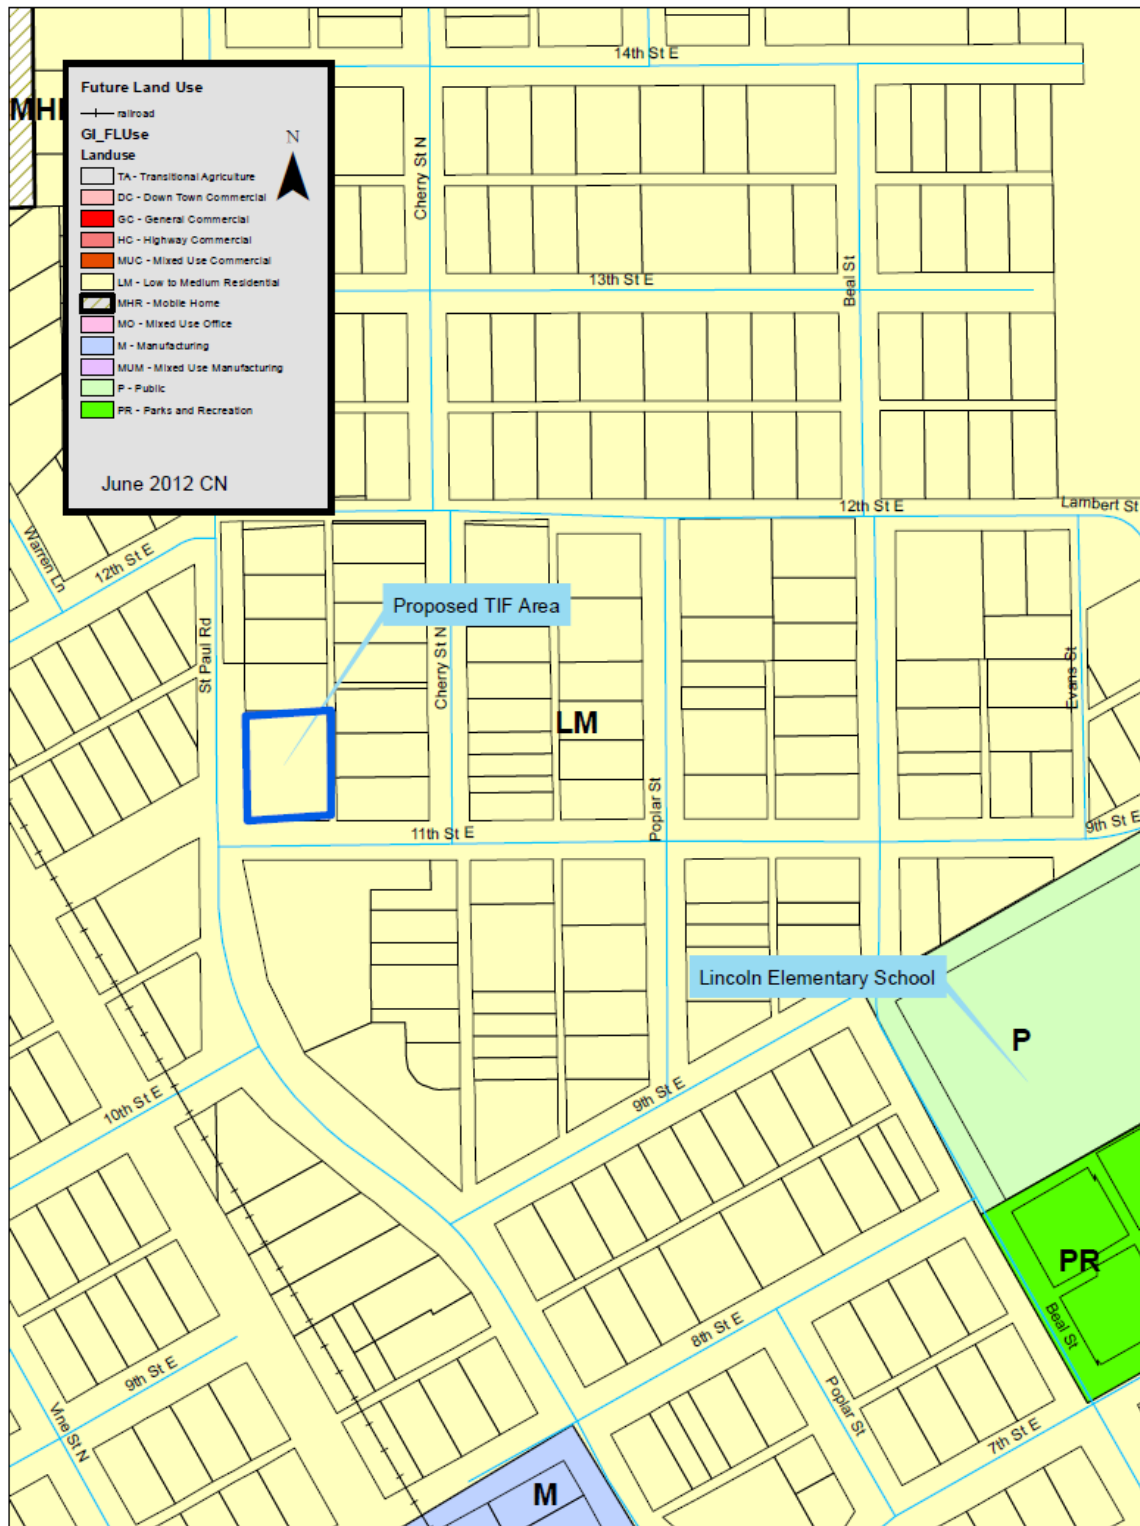 14th St E
MH
Future Land Use
railroad
GI_FLUse
Landuse
N
TA - Transitional Agriculture
DC - Down Town Commercial
GC - General Commercial
HC - Highway Commercial
MUC - Mixed Use Commercial
LM - Low to Medium Residential
MHR - Mobile Home
MO - Mixed Use Office
M - Manufacturing
MUM - Mixed Use Manufacturing
P - Public
PR - Parks and Recreation
June 2012 CN
Cherry St N
13th St E
Beal St
12th St E
Lambert St
Warren Ln
12th St E
St Paul Rd
Proposed TIF Area
Cherry St N
LM
Evans St
Poplar St
11th St E
9th St E
Lincoln Elementary School
P
10th St E
9th St E
PR
Beal St
8th St E
9th St E
Poplar St
Vine St N
7th St E
M